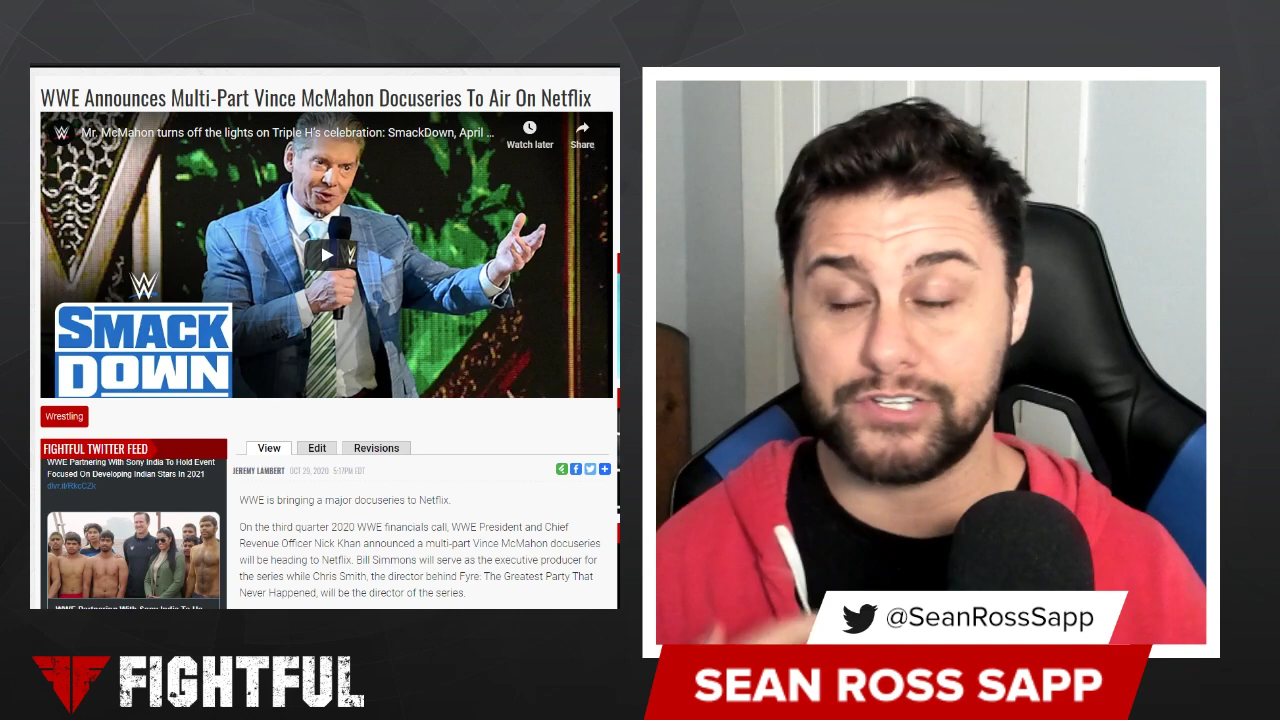 WWE Announces Multi-Part Vince McMahon Docuseries To Air On Netflix
Mr. McMahon turns off the lights on Triple H's celebration: SmackDown, April ...
Watch later
Share
SMACK
DOWN
Wrestling
FIGHTFUL TWITTER FEED
WWE Partnering With Sony India To Hold Event
Focused On Developing Indian Stars In 2021
View
Edit
Revisions
JEREMY LAMBERT OCT 29, 2020 5:17PM EDT
WWE is bringing a major docuseries to Netflix.
On the third quarter 2020 WWE financials call, WWE President and Chief
Revenue Officer Nick Khan announced a multi-part Vince McMahon docuseries
will be heading to Netflix. Bill Simmons will serve as the executive producer for
the series while Chris Smith, the director behind Fyre: The Greatest Party That
Never Happened, will be the director of the series.
@SeanRossSapp
SEAN ROSS SAPP
FIGHTFUL